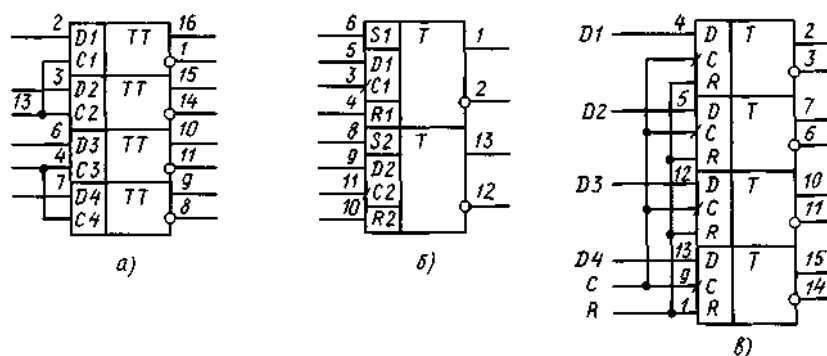 2 D1 TT 16
C1 1
3 D2 TT 15
13 C2 14
6 D3 TT 10
4 C3 11
7 D4 TT 9
C4 8
а)
6 S1 T 1
5 D1
3 C1 2
4 R1
8 S2 T 13
9 D2
11 C2 12
10 R2
б)
D1 4 D T 2
C 3
R
D2 5 D T 7
C 6
R
D3 12 D T 10
C 11
R
D4 13 D T 15
C 9 C 14
R 1 R
в)